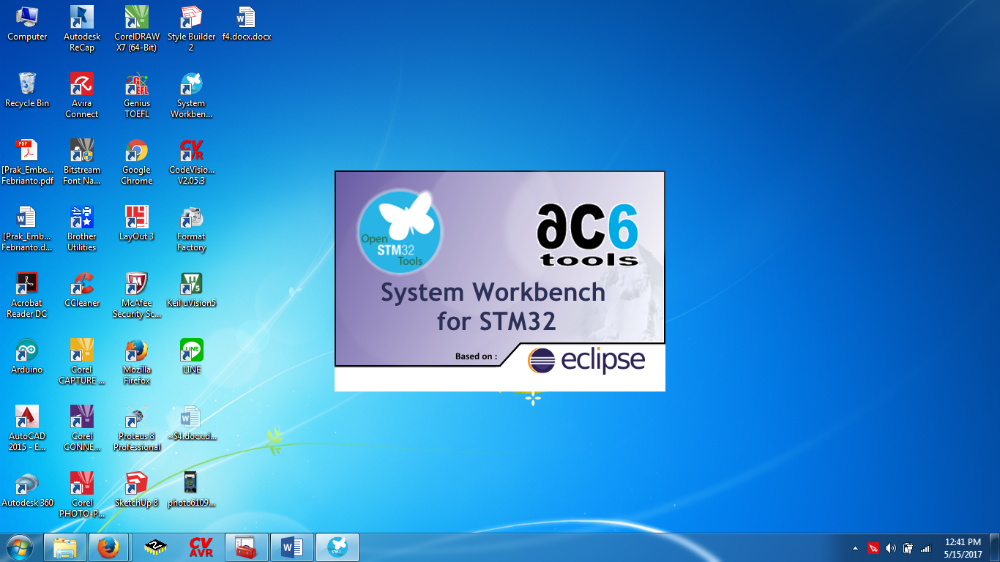 Computer
Autodesk
ReCap
CorelDRAW
X7 (64-Bit)
Style Builder
2
f4.docx.docx
Recycle Bin
Avira
Connect
Genius
TOEFL
System
Workben...
[Prak_Embe...
Febrianto.pdf
Bitstream
Font Na...
Google
Chrome
CodeVisio...
V2.05.3
[Prak_Emb...
Febrianto.d...
Brother
Utilities
LayOut 3
Format
Factory
Acrobat
Reader DC
CCleaner
McAfee
Security Sc...
Keil uVision5
Arduino
Corel
CAPTURE ...
Mozilla
Firefox
LINE
AutoCAD
2015 - E...
Corel
CONNE...
Proteus 8
Professional
~$4.docx.d...
Autodesk 360
Corel
PHOTO-P...
SketchUp 8
photo6109...
Open
STM32
Tools
ac6
tools
System Workbench
for STM32
Based on :
eclipse
CV
AVR
12:41 PM
5/15/2017